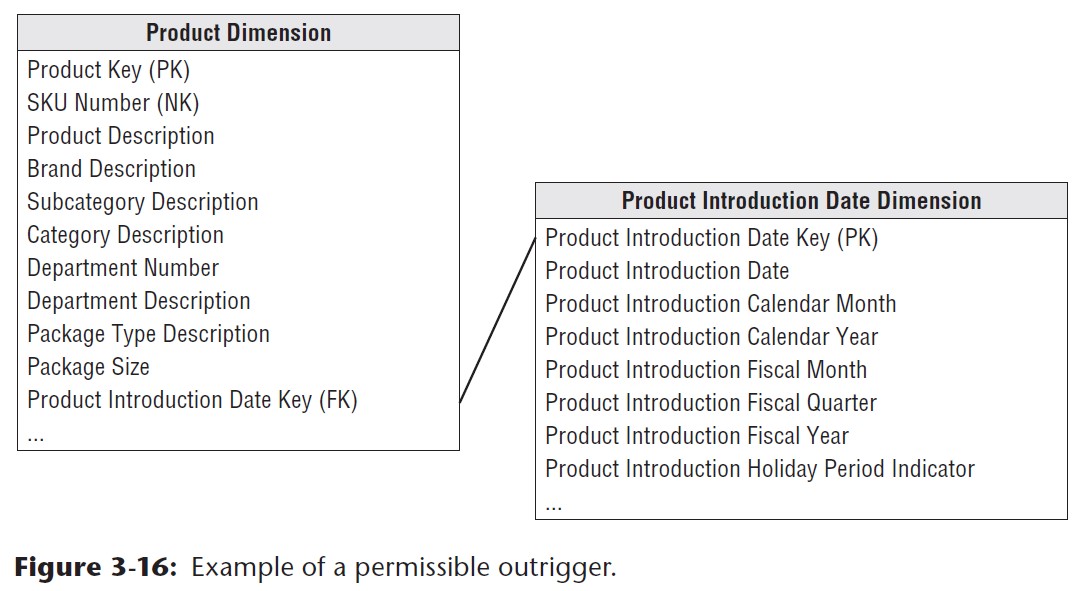 Product Dimension
Product Key (PK)
SKU Number (NK)
Product Description
Brand Description
Subcategory Description
Category Description
Department Number
Department Description
Package Type Description
Package Size
Product Introduction Date Key (FK)
...
Product Introduction Date Dimension
Product Introduction Date Key (PK)
Product Introduction Date
Product Introduction Calendar Month
Product Introduction Calendar Year
Product Introduction Fiscal Month
Product Introduction Fiscal Quarter
Product Introduction Fiscal Year
Product Introduction Holiday Period Indicator
...
Figure 3-16: Example of a permissible outrigger.